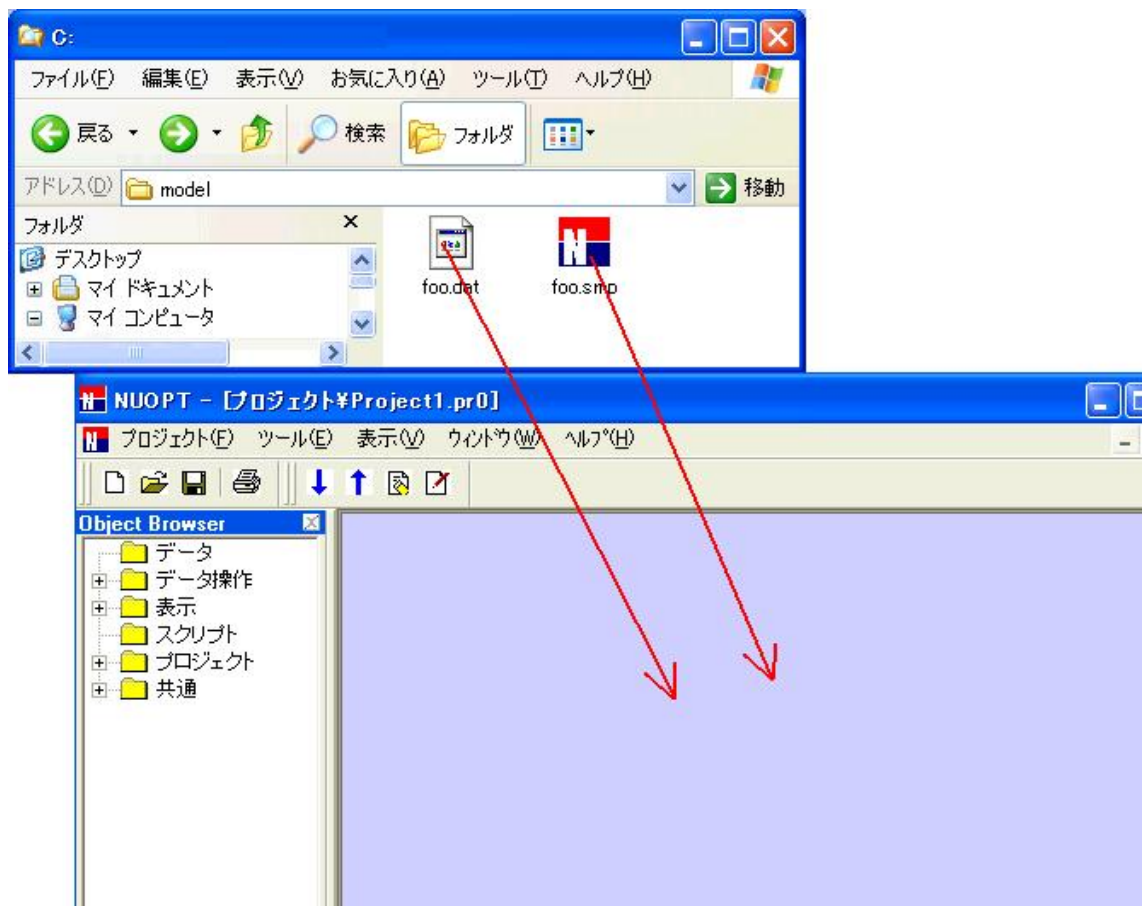 C:
ファイル(F) 編集(E) 表示(V) お気に入り(A) ツール(T) ヘルプ(H)
戻る 検索 フォルダ
アドレス(D) model 移動
フォルダ ×
デスクトップ
マイ ドキュメント
マイ コンピュータ
foo.dat foo.smp
NUOPT - [プロジェクト¥Project1.pr0]
プロジェクト(F) ツール(E) 表示(V) ウィンドウ(W) ヘルプ(H)
Object Browser
データ
データ操作
表示
スクリプト
プロジェクト
共通